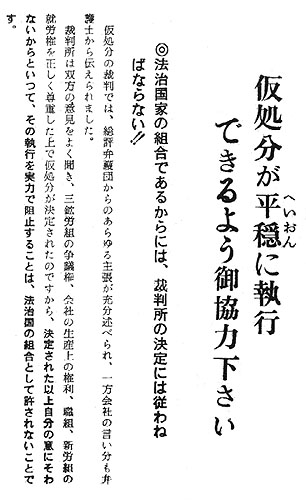 仮処分が平穏に執行
へいおん
できるよう御協力下さい
◎法治国家の組合であるからには、裁判所の決定には従わね
ばならない!!
仮処分の裁判では、総評弁護団からのあらゆる主張が充分述べられ、一方会社の言い分も弁
護士から伝えられました。
裁判所は双方の意見をよく聞き、三鉱労組の争議権、会社の生産上の権利、職組、新労組の
就労権を正しく尊重した上で仮処分が決定されたのですから、決定された以上自分の意にそわ
ないからといつて、その執行を実力で阻止することは、法治国の組合として許されないことで
す。